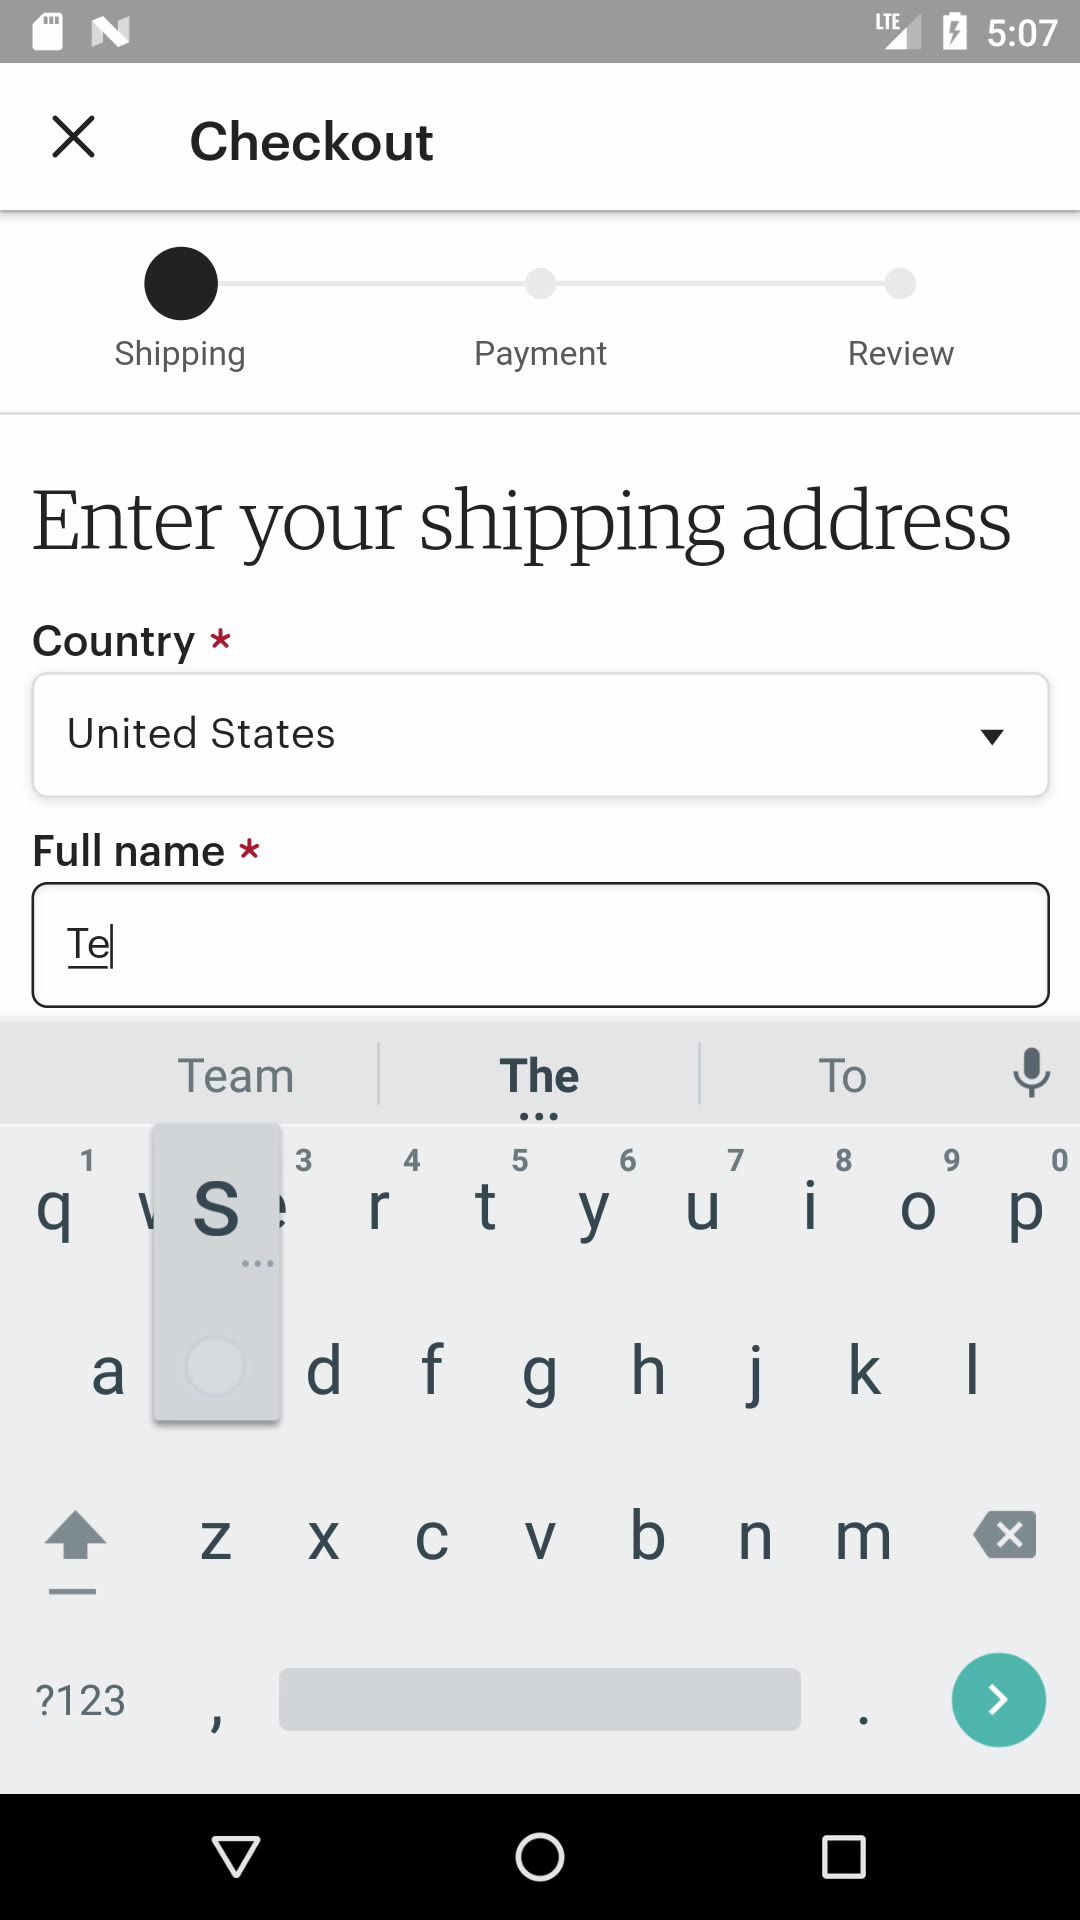 LTE 5:07
Checkout
Shipping Payment Review
Enter your shipping address
Country *
United States
Full name *
Te
Team The To
1 3 4 5 6 7 8 9 0
q w e r t y u i o p
S
a d f g h j k l
z x c v b n m
?123 , .